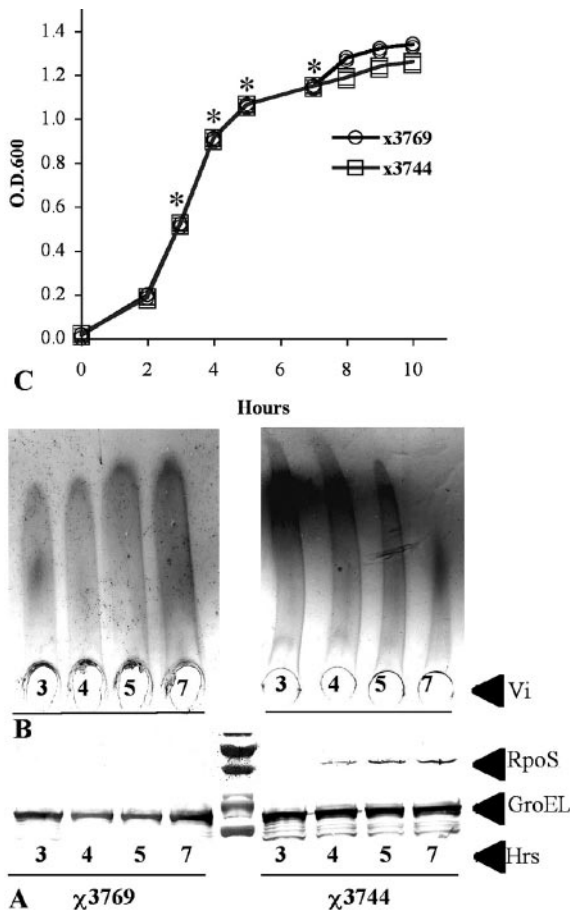 1.4
1.2
1.0
0.8
0.6
0.4
0.2
0.0
O.D.600
* * * * *
x3769
x3744
0 2 4 6 8 10
C
Hours
3 4 5 7
3 4 5 7
Vi
B
RpoS
GroEL
3 4 5 7
3 4 5 7
Hrs
A
χ3769
χ3744